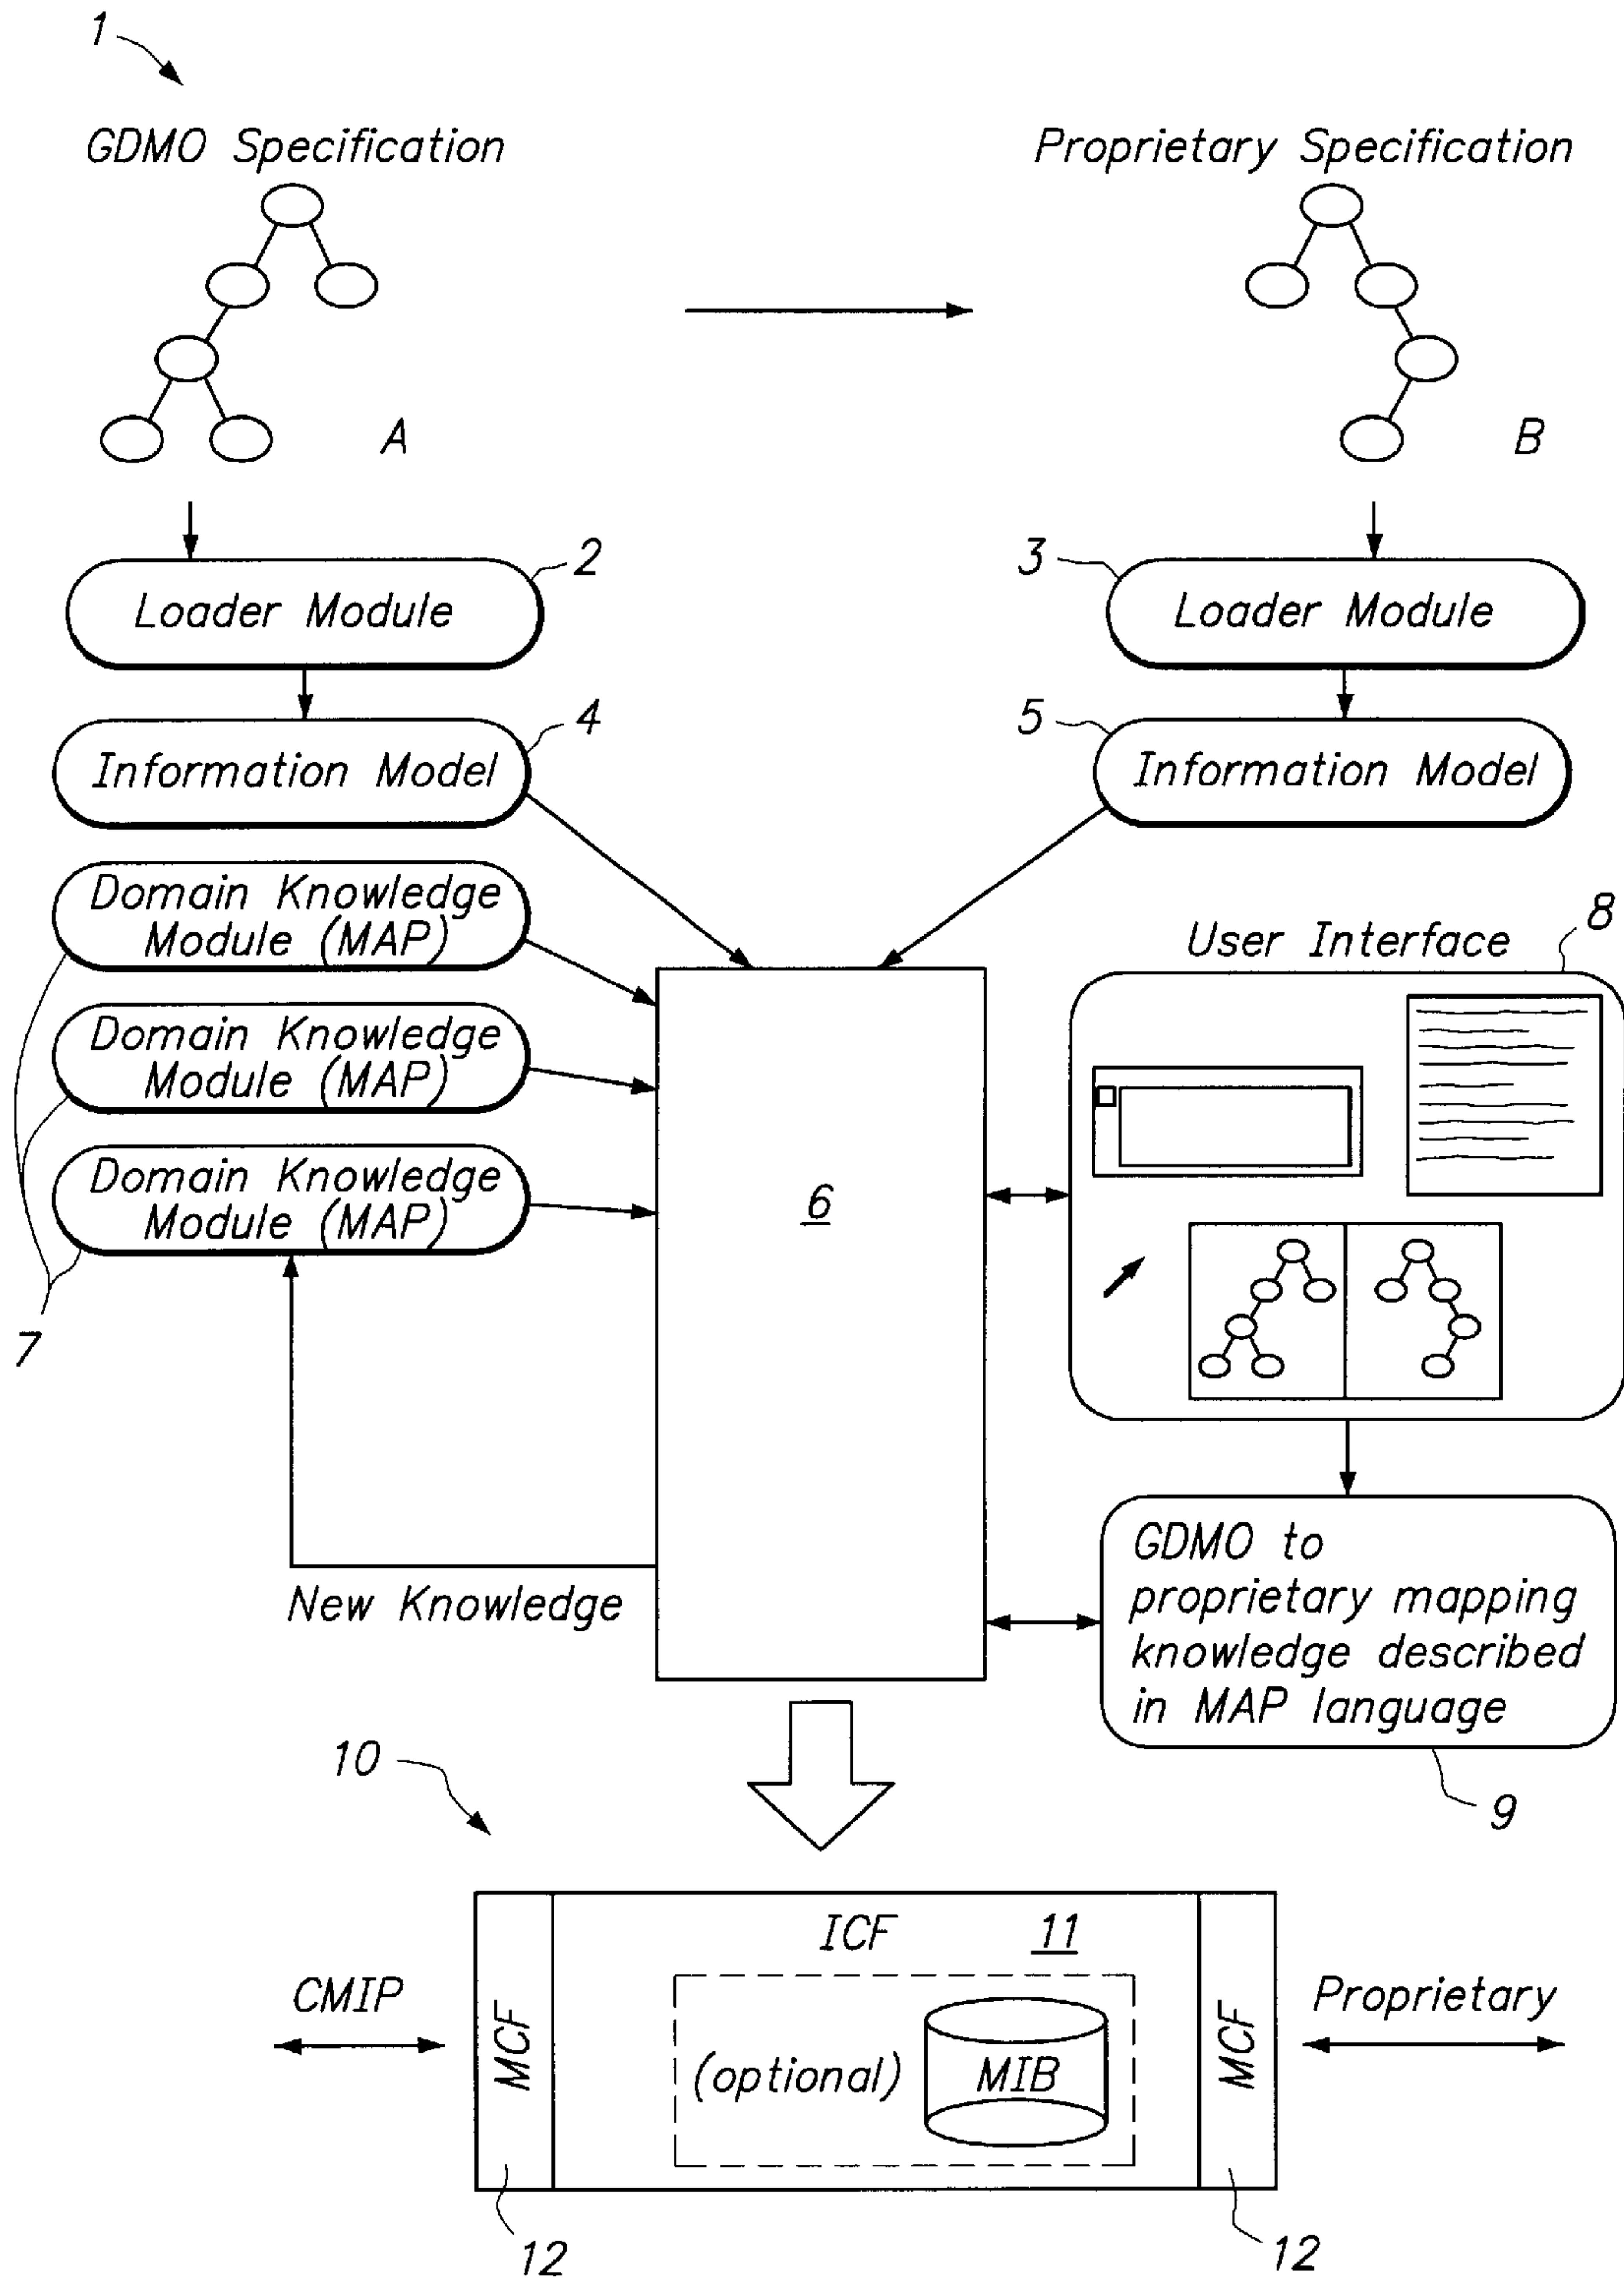 1
GDMO Specification
Proprietary Specification
A
B
2
3
Loader Module
Loader Module
4
5
Information Model
Information Model
Domain Knowledge
Module (MAP)
Domain Knowledge
Module (MAP)
Domain Knowledge
Module (MAP)
7
6
User Interface
8
New Knowledge
GDMO to
proprietary mapping
knowledge described
in MAP language
9
10
ICF
11
CMIP
MCF
(optional)
MIB
MCF
Proprietary
12
12